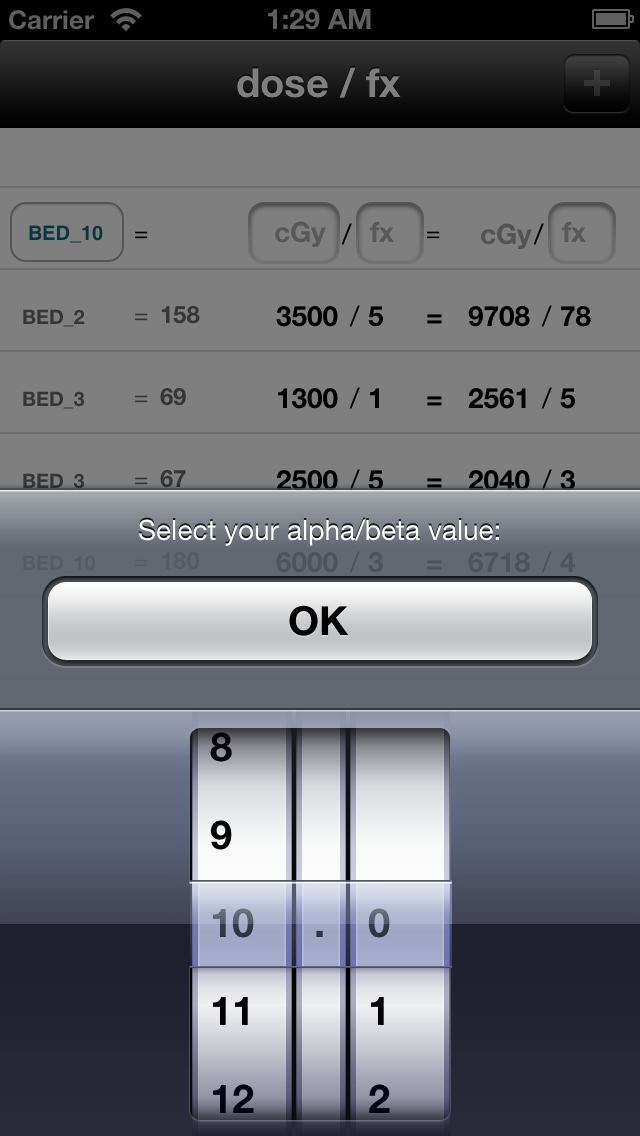 Carrier 1:29 AM
dose / fx +
BED_10 = cGy / fx = cGy/ fx
BED_2 = 158 3500 / 5 = 9708 / 78
BED_3 = 69 1300 / 1 = 2561 / 5
BED_3 = 67 2500 / 5 = 2040 / 3
Select your alpha/beta value:
BED_10 = 180 6000 / 3 = 6718 / 4
OK
8
9
10 . 0
11 1
12 2